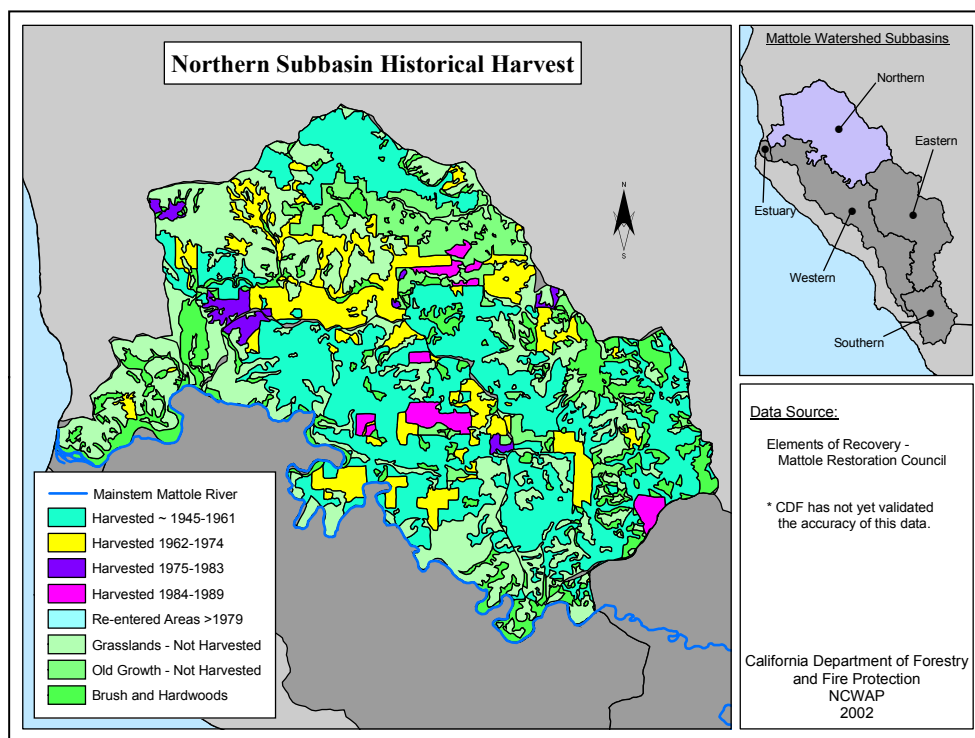 Northern Subbasin Historical Harvest
N
S
Mainstem Mattole River
Harvested ~ 1945-1961
Harvested 1962-1974
Harvested 1975-1983
Harvested 1984-1989
Re-entered Areas >1979
Grasslands - Not Harvested
Old Growth - Not Harvested
Brush and Hardwoods
Mattole Watershed Subbasins
Northern
Eastern
Estuary
Western
Southern
Data Source:
Elements of Recovery -
Mattole Restoration Council
* CDF has not yet validated
the accuracy of this data.
California Department of Forestry
and Fire Protection
NCWAP
2002